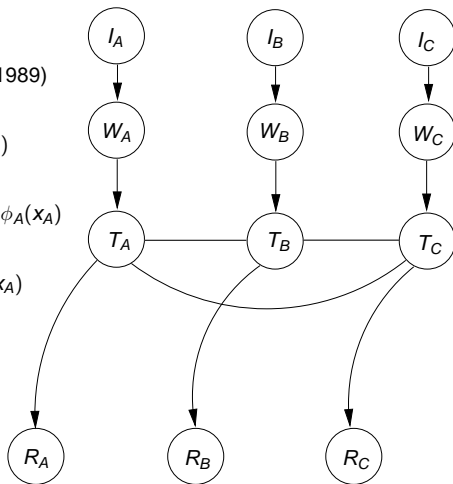 I_A I_B I_C
1989)
W_A W_B W_C
)
ϕ_A(x_A)
T_A T_B T_C
x_A)
R_A R_B R_C